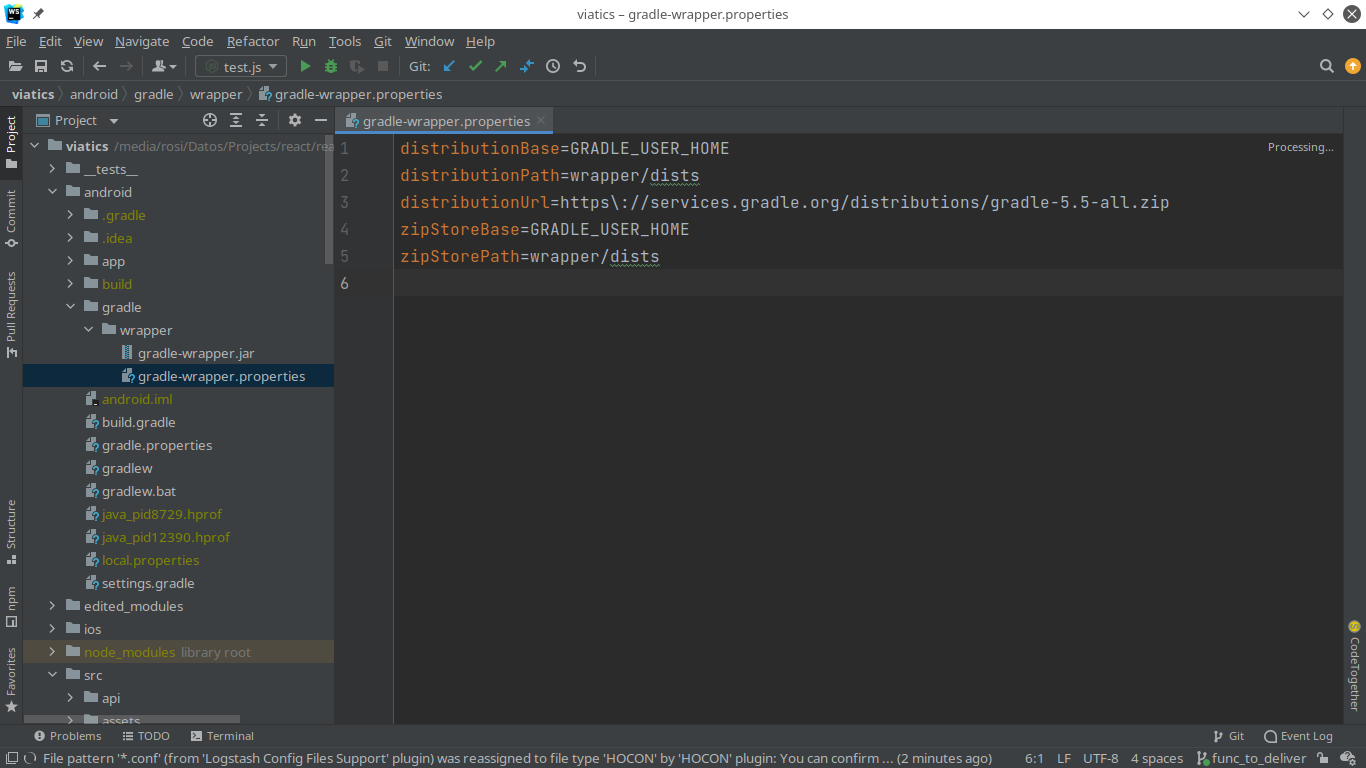 viatics – gradle-wrapper.properties
File Edit View Navigate Code Refactor Run Tools Git Window Help
test.js Git:
viatics android gradle wrapper gradle-wrapper.properties
Project
gradle-wrapper.properties
viatics /media/rosi/Datos/Projects/react/rea
__tests__
android
.gradle
.idea
app
build
gradle
wrapper
gradle-wrapper.jar
gradle-wrapper.properties
android.iml
build.gradle
gradle.properties
gradlew
gradlew.bat
java_pid8729.hprof
java_pid12390.hprof
local.properties
settings.gradle
edited_modules
ios
node_modules library root
src
api
assets
1 distributionBase=GRADLE_USER_HOME
2 distributionPath=wrapper/dists
3 distributionUrl=https\://services.gradle.org/distributions/gradle-5.5-all.zip
4 zipStoreBase=GRADLE_USER_HOME
5 zipStorePath=wrapper/dists
6
Processing...
Project
Commit
Pull Requests
Structure
npm
Favorites
CodeTogether
Problems TODO Terminal Git Event Log
File pattern '*.conf' (from 'Logstash Config Files Support' plugin) was reassigned to file type 'HOCON' by 'HOCON' plugin: You can confirm ... (2 minutes ago) 6:1 LF UTF-8 4 spaces func_to_deliver